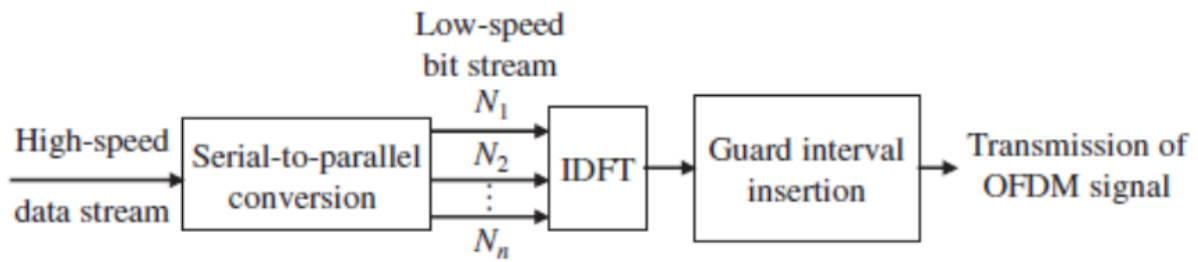 Low-speed
bit stream
N1
High-speed
data stream
Serial-to-parallel
conversion
N2
⋮
Nn
IDFT
Guard interval
insertion
Transmission of
OFDM signal